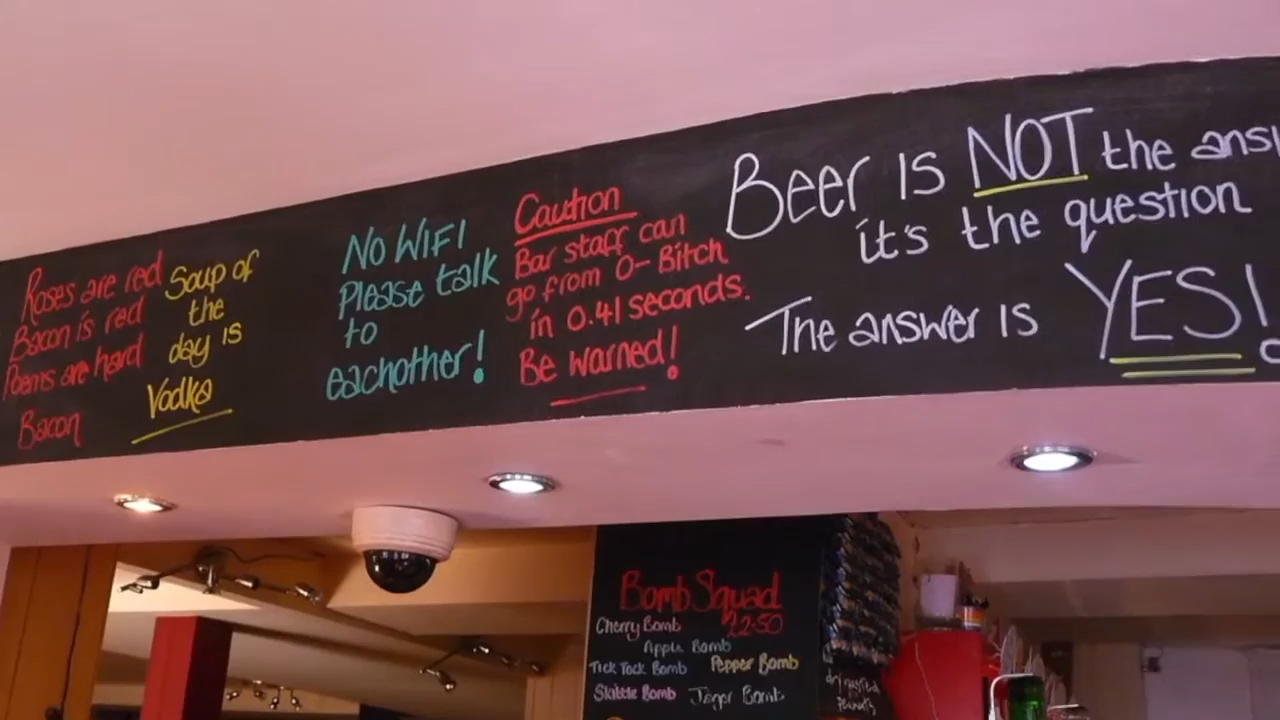 Roses are red
Bacon is red
Poems are hard
Bacon
Soup of
the
day is
Vodka
No WIFI
Please talk
to
eachother!
Caution
Bar staff can
go from 0-Bitch
in 0.41 seconds.
Be warned!
Beer is NOT the
it's the question
The answer is YES!
Bomb Squad
£2.50
Cherry Bomb
Apple Bomb
Tick Tock Bomb
Pepper Bomb
Skittle Bomb
Jager Bomb
dry roasted
peanuts